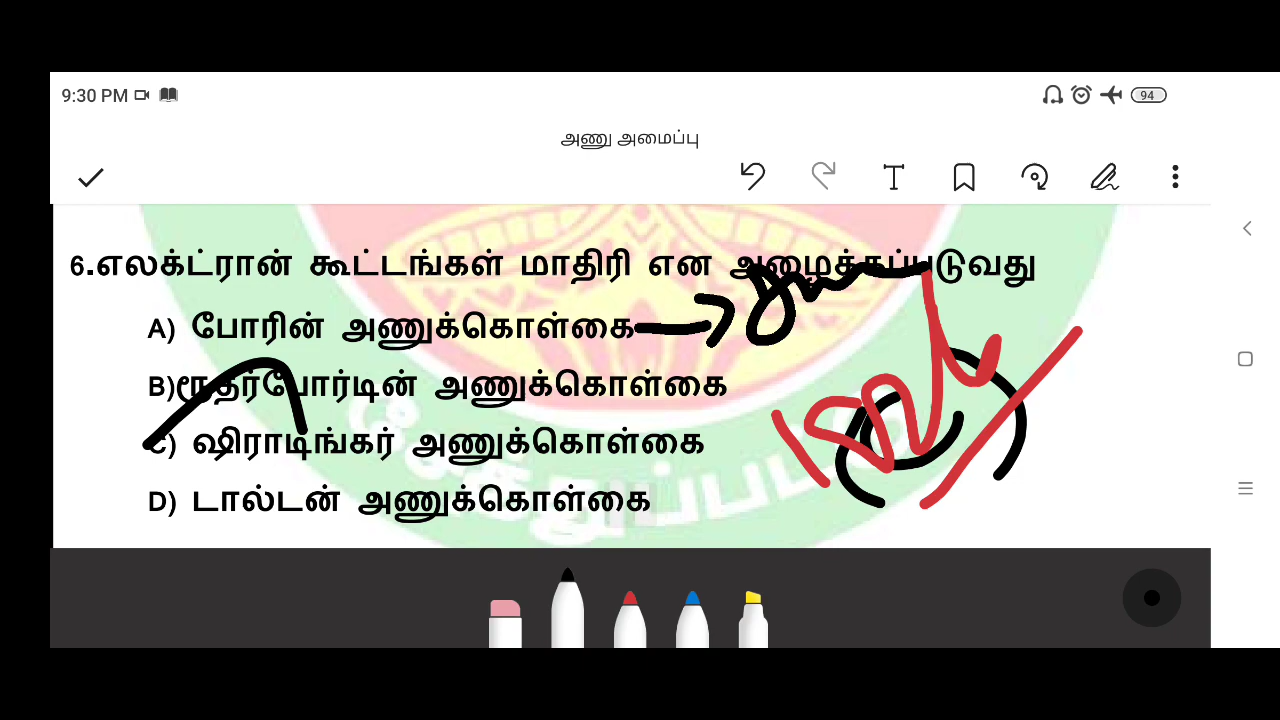 9:30 PM
94
அணு அமைப்பு
6.எலக்ட்ரான் கூட்டங்கள் மாதிரி என அழைக்கப்படுவது
A) போரின் அணுக்கொள்கை
B)ரூதர்போர்டின் அணுக்கொள்கை
C) ஷிராடிங்கர் அணுக்கொள்கை
D) டால்டன் அணுக்கொள்கை